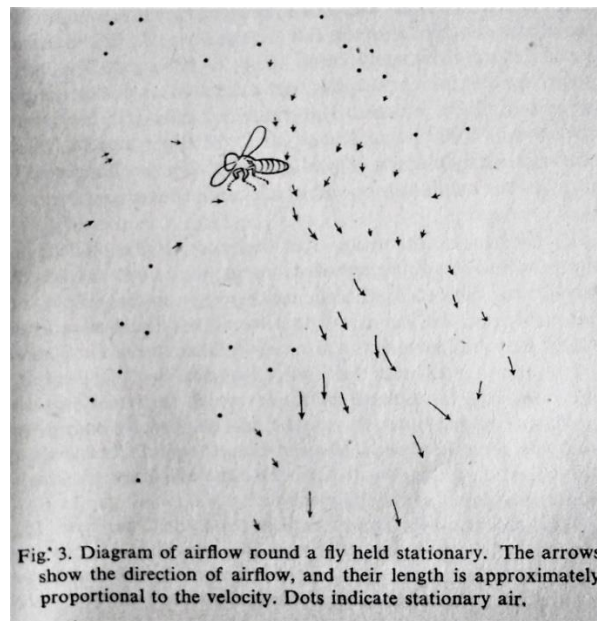 Fig. 3. Diagram of airflow round a fly held stationary. The arrows
show the direction of airflow, and their length is approximately
proportional to the velocity. Dots indicate stationary air.